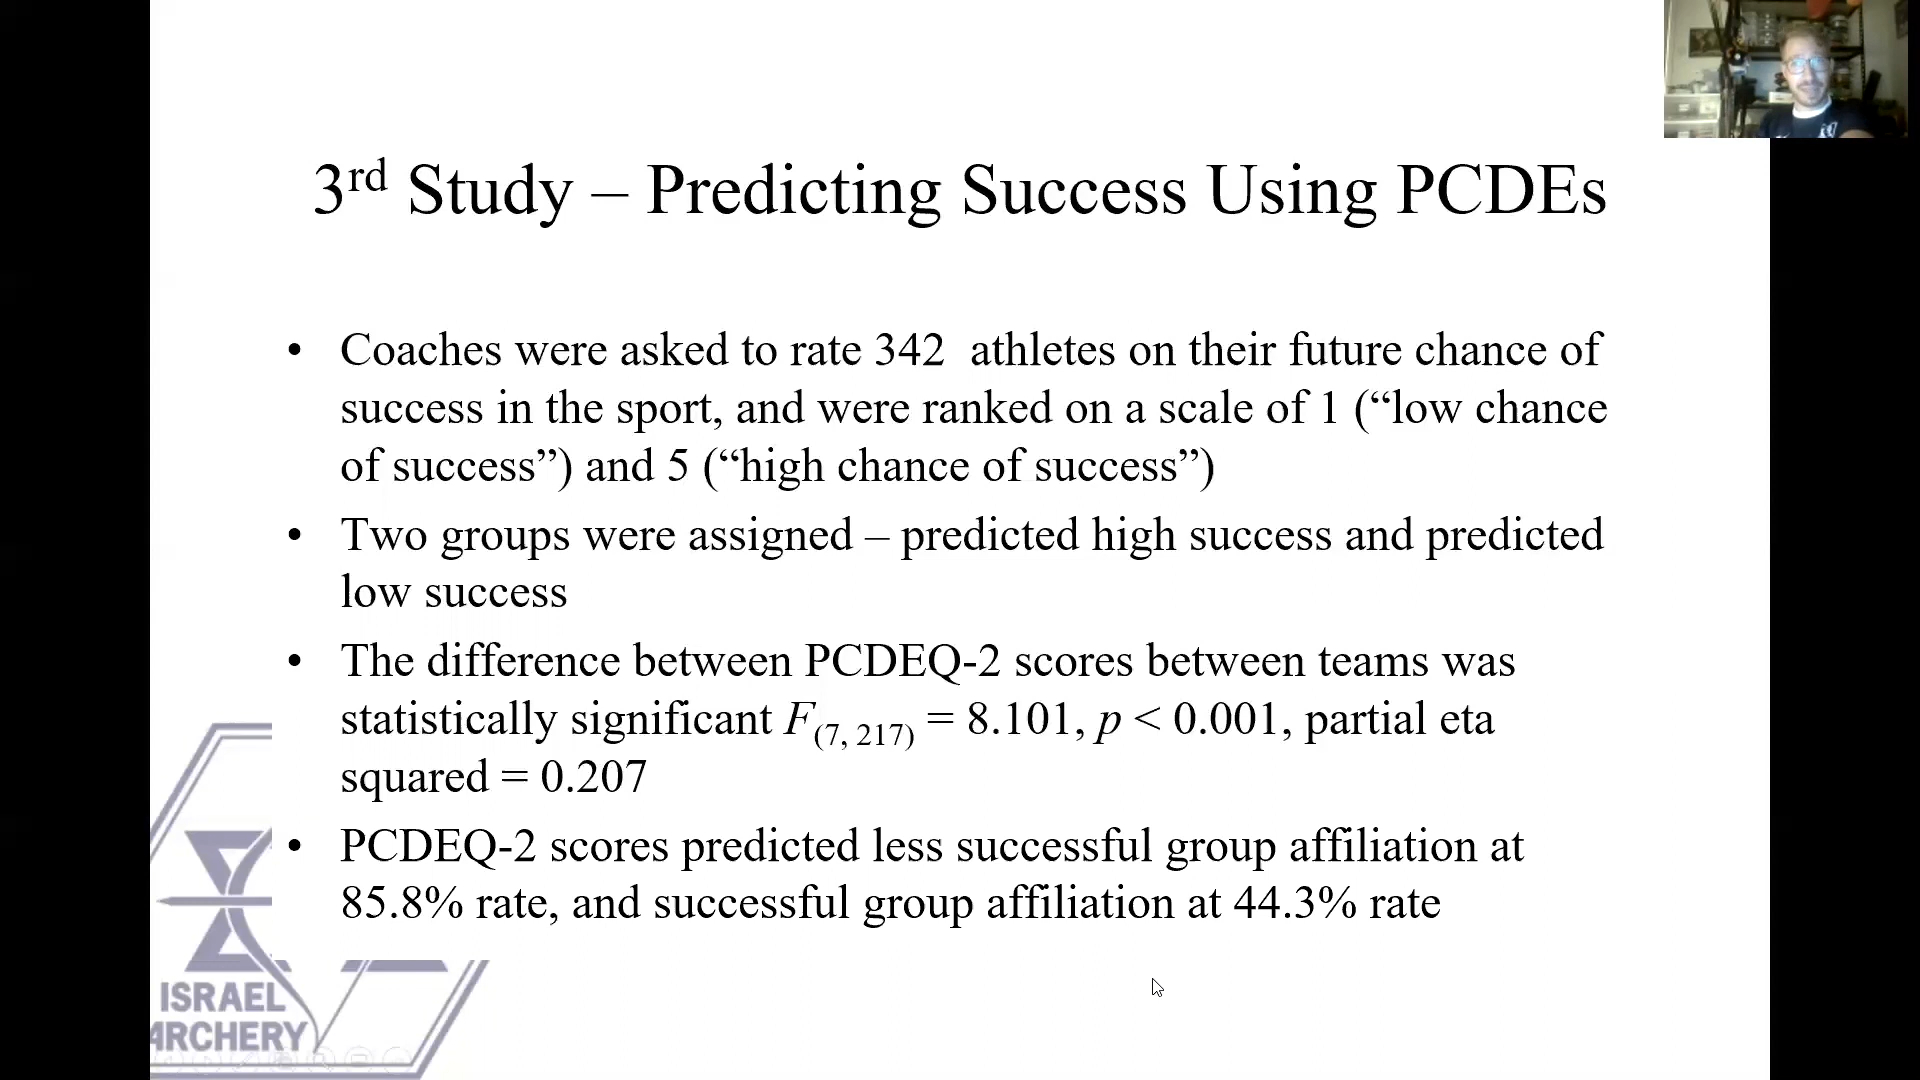 3rd Study – Predicting Success Using PCDEs
• Coaches were asked to rate 342  athletes on their future chance of
success in the sport, and were ranked on a scale of 1 (“low chance
of success”) and 5 (“high chance of success”)
• Two groups were assigned – predicted high success and predicted
low success
• The difference between PCDEQ-2 scores between teams was
statistically significant F(7, 217) = 8.101, p < 0.001, partial eta
squared = 0.207
• PCDEQ-2 scores predicted less successful group affiliation at
85.8% rate, and successful group affiliation at 44.3% rate
ISRAEL
ARCHERY